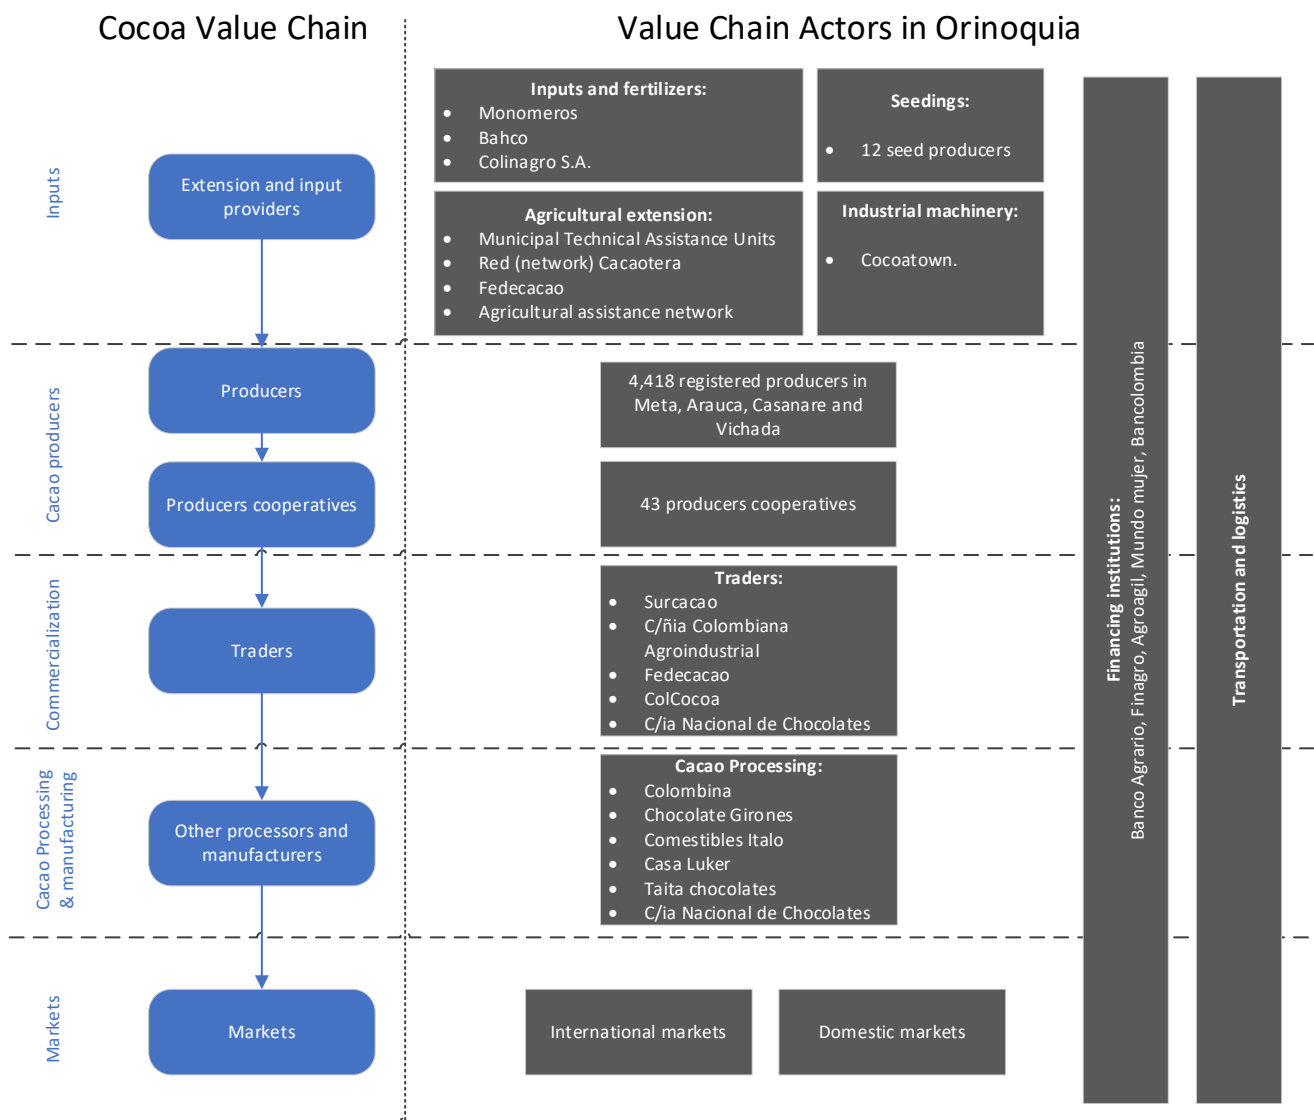 Cocoa Value Chain
Value Chain Actors in Orinoquia
Inputs
Extension and input
providers
Inputs and fertilizers:
• Monomeros
• Bahco
• Colinagro S.A.
Seedings:
• 12 seed producers
Agricultural extension:
• Municipal Technical Assistance Units
• Red (network) Cacaotera
• Fedecacao
• Agricultural assistance network
Industrial machinery:
• Cocoatown.
Cacao producers
Producers
4,418 registered producers in
Meta, Arauca, Casanare and
Vichada
Producers cooperatives
43 producers cooperatives
Commercialization
Traders
Traders:
• Surcacao
• C/ñia Colombiana
Agroindustrial
• Fedecacao
• ColCocoa
• C/ia Nacional de Chocolates
Cacao Processing
& manufacturing
Other processors and
manufacturers
Cacao Processing:
• Colombina
• Chocolate Girones
• Comestibles Italo
• Casa Luker
• Taita chocolates
• C/ia Nacional de Chocolates
Markets
Markets
International markets
Domestic markets
Financing institutions:
Banco Agrario, Finagro, Agroagil, Mundo mujer, Bancolombia
Transportation and logistics